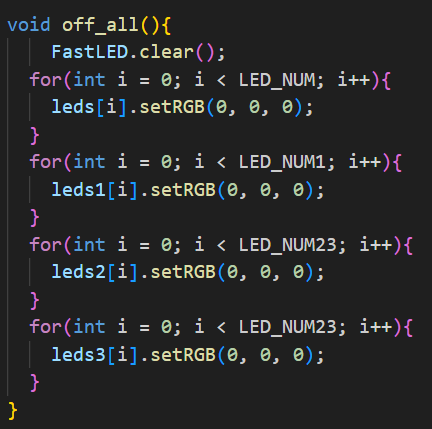 void off_all(){
    FastLED.clear();
  for(int i = 0; i < LED_NUM; i++){
    leds[i].setRGB(0, 0, 0);
  }
  for(int i = 0; i < LED_NUM1; i++){
    leds1[i].setRGB(0, 0, 0);
  }
  for(int i = 0; i < LED_NUM23; i++){
    leds2[i].setRGB(0, 0, 0);
  }
  for(int i = 0; i < LED_NUM23; i++){
    leds3[i].setRGB(0, 0, 0);
  }
}